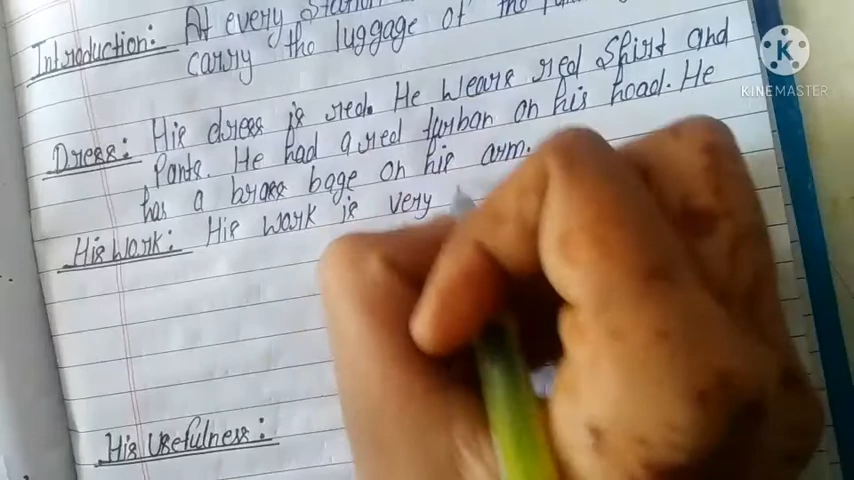 Introduction: At every Station
carry the luggage of the
Dress: His dress is red. He wears red Shirt and
Pants. He had a red turban on his head. He
has a brass bage on his arm.
His work: His work is very
His Usefulness:
K
KINEMASTER